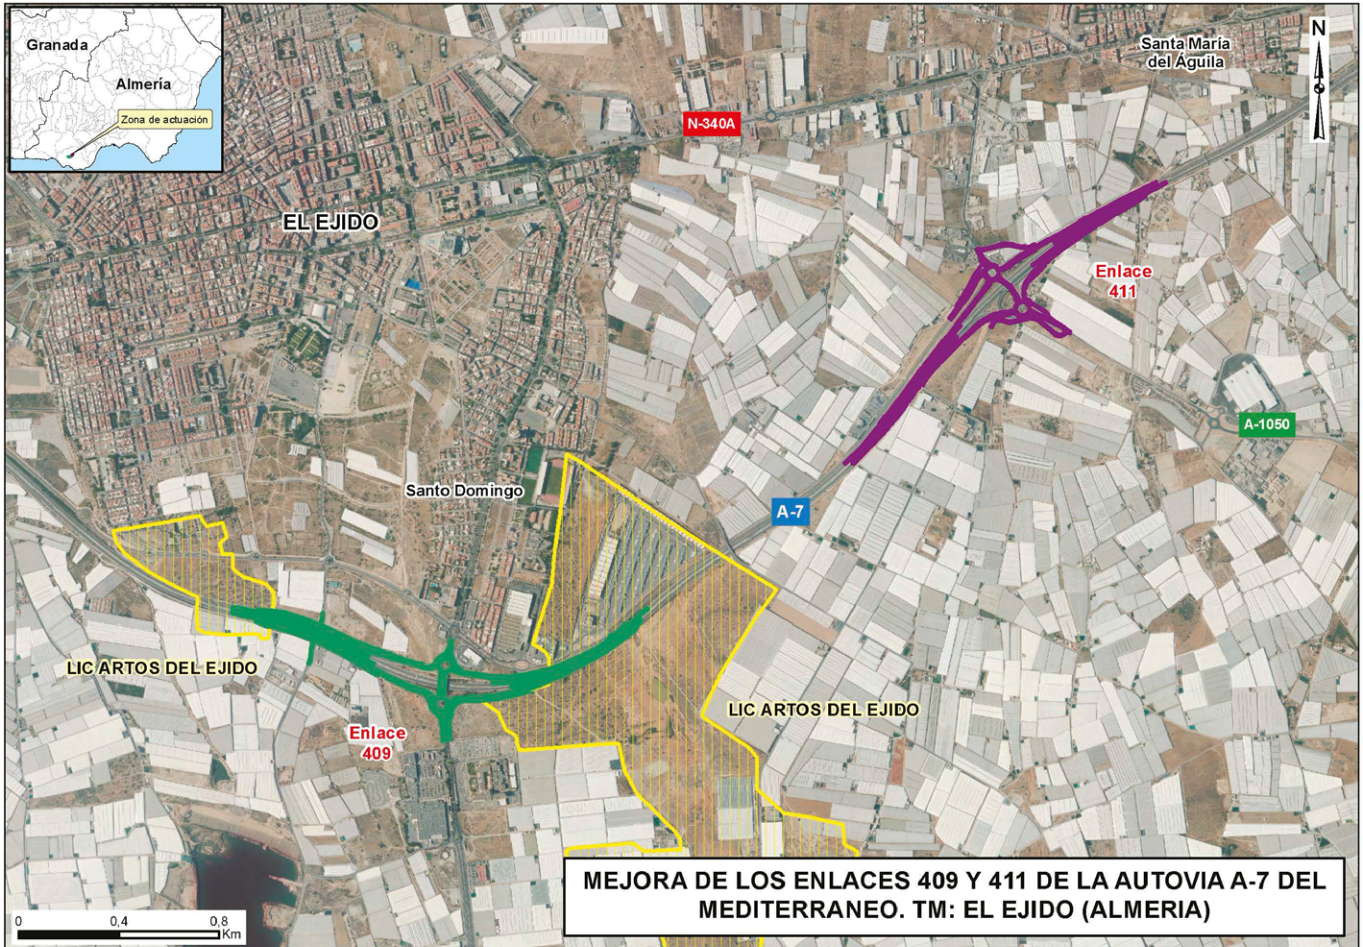 Granada
Almería
Zona de actuación
N
Santa María
del Águila
N-340A
EL EJIDO
Enlace
411
A-1050
Santo Domingo
A-7
LIC ARTOS DEL EJIDO
LIC ARTOS DEL EJIDO
Enlace
409
MEJORA DE LOS ENLACES 409 Y 411 DE LA AUTOVIA A-7 DEL
MEDITERRANEO. TM: EL EJIDO (ALMERIA)
0 0,4 0,8
Km